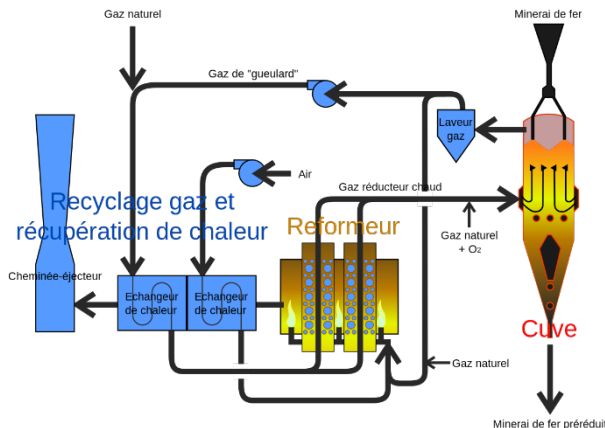 Gaz naturel
Minerai de fer
Gaz de "gueulard"
Laveur
gaz
Air
Gaz réducteur chaud
Recyclage gaz et
récupération de chaleur
Reformeur
Gaz naturel
+ O₂
Cheminée-éjecteur
Echangeur
de chaleur
Echangeur
de chaleur
Cuve
Gaz naturel
Minerai de fer préréduit